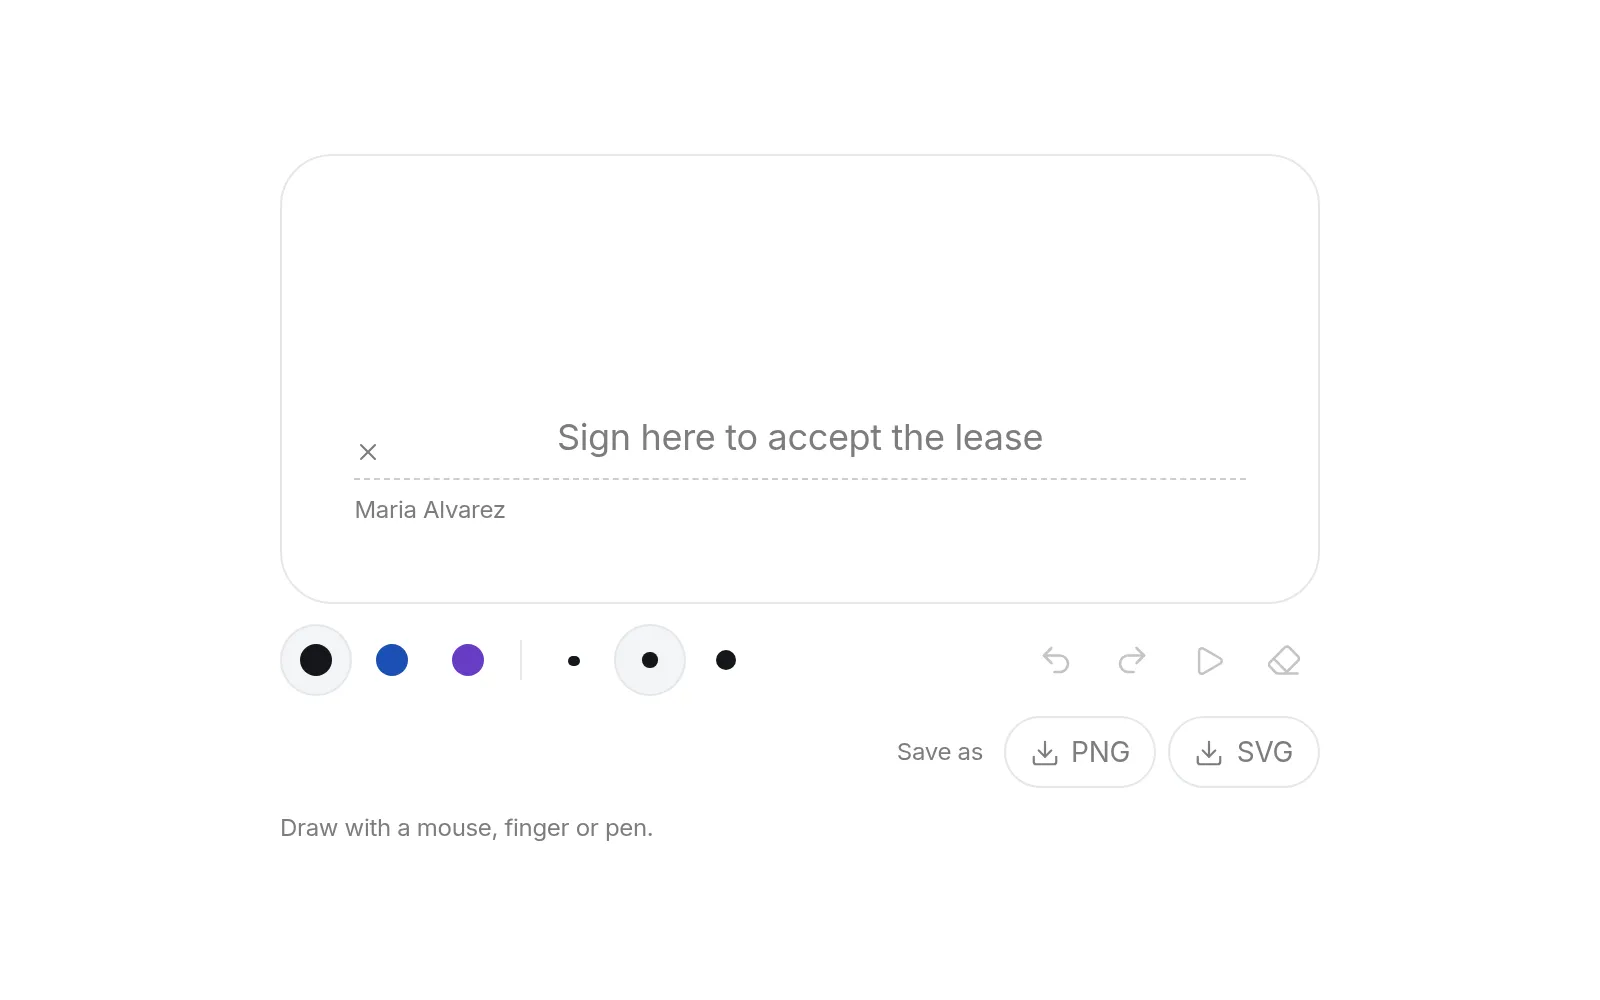 Sign here to accept the lease
Maria Alvarez
Save as PNG SVG
Draw with a mouse, finger or pen.